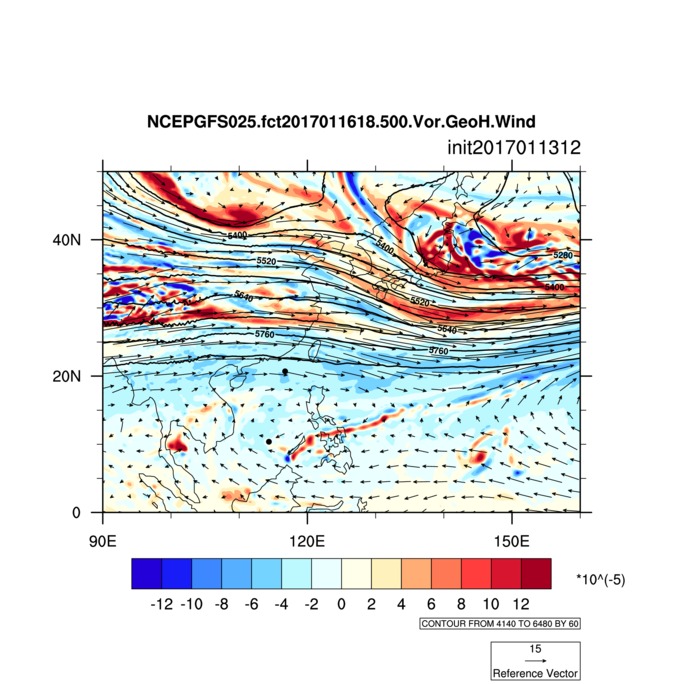 NCEPGFS025.fct2017011618.500.Vor.GeoH.Wind
init2017011312
40N
20N
0
90E 120E 150E
5400
5520
5640
5760
5400
5520
5640
5760
5280
5400
-12 -10 -8 -6 -4 -2 0 2 4 6 8 10 12
*10^(-5)
CONTOUR FROM 4140 TO 6480 BY 60
15
Reference Vector